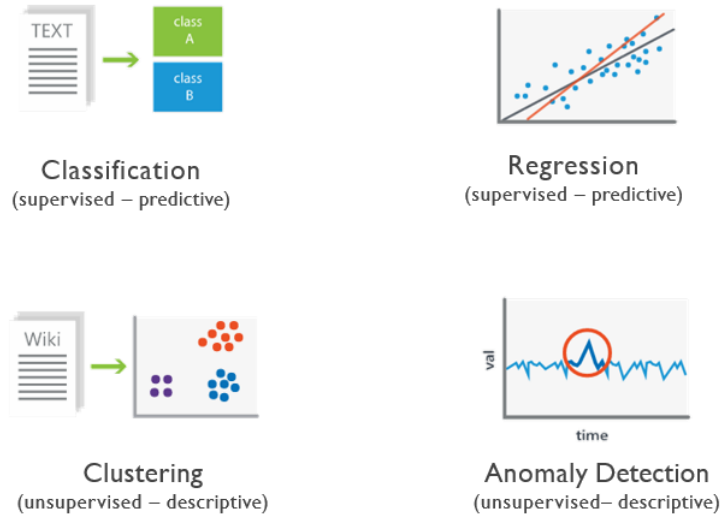 TEXT
class
A
class
B
Classification
(supervised – predictive)
Regression
(supervised – predictive)
Wiki
Clustering
(unsupervised – descriptive)
val
time
Anomaly Detection
(unsupervised– descriptive)